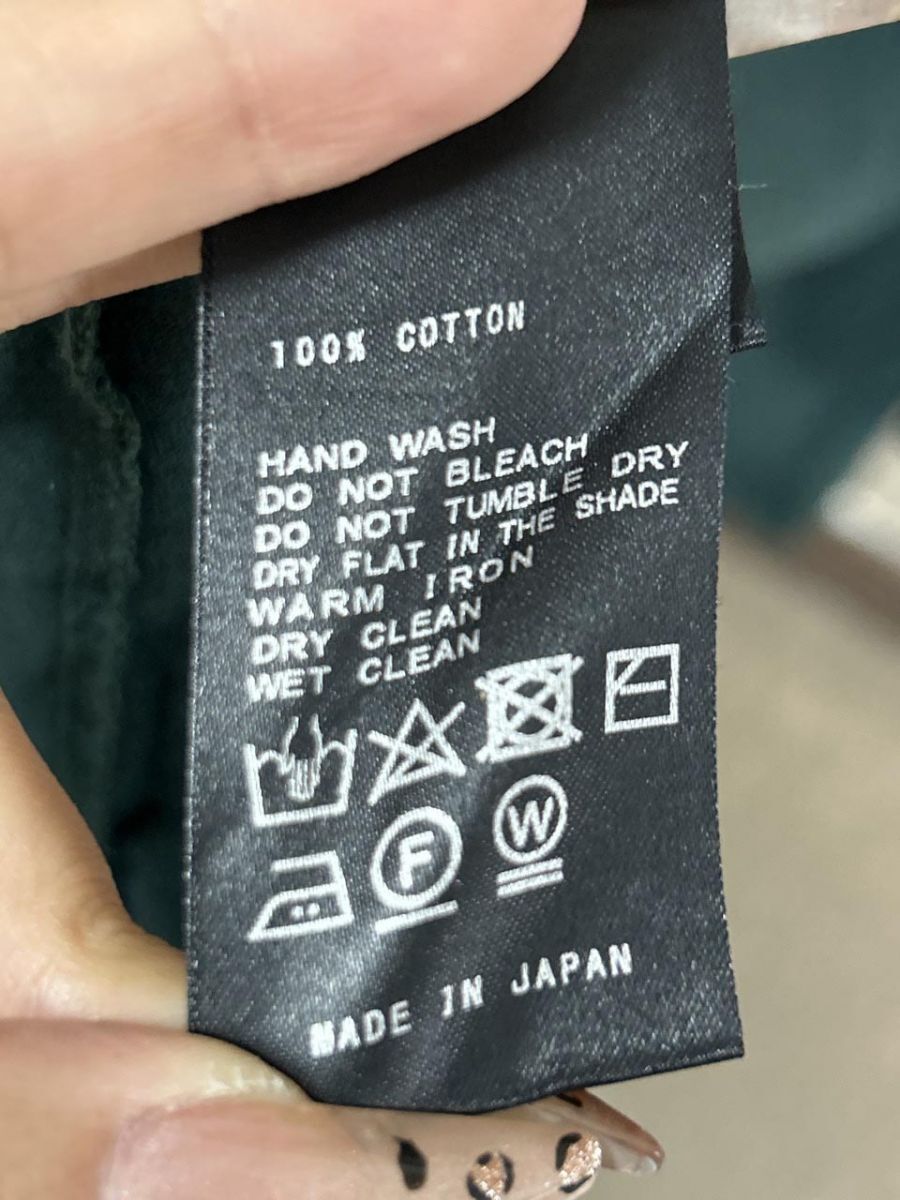 100% COTTON
HAND WASH
DO NOT BLEACH
DO NOT TUMBLE DRY
DRY FLAT IN THE SHADE
WARM IRON
DRY CLEAN
WET CLEAN
F
W
MADE IN JAPAN